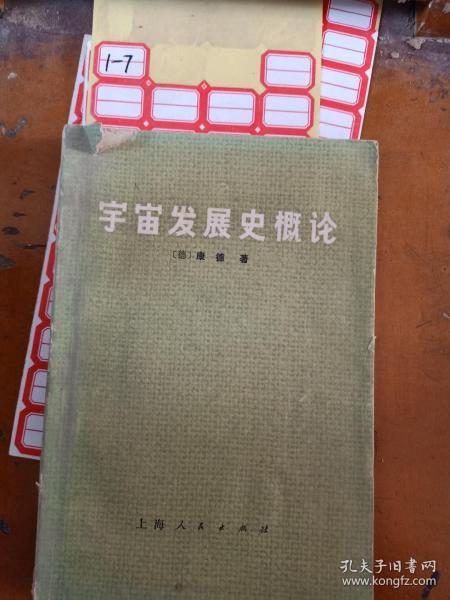 1-7
宇宙发展史概论
〔德〕康德 著
上海人民出版社
孔夫子旧书网
www.kongfz.com